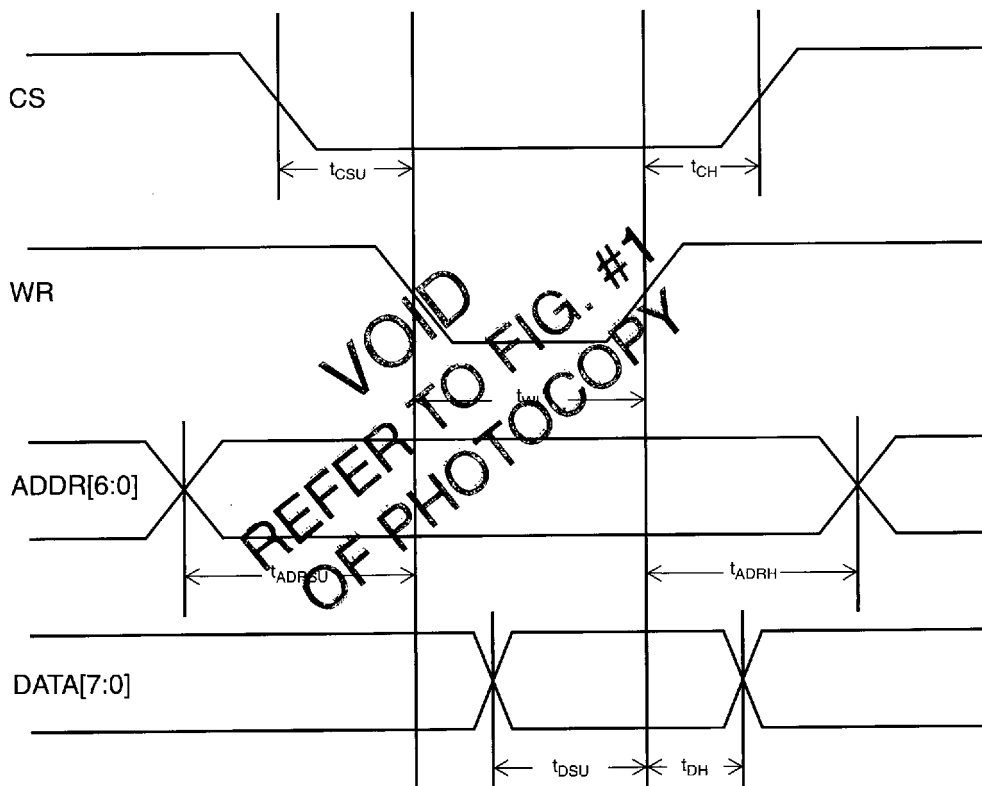 CS
tCSU
tCH
WR
VOID
REFER TO FIG. #1
OF PHOTOCOPY
tWL
ADDR[6:0]
tADRSU
tADRH
DATA[7:0]
tDSU
tDH